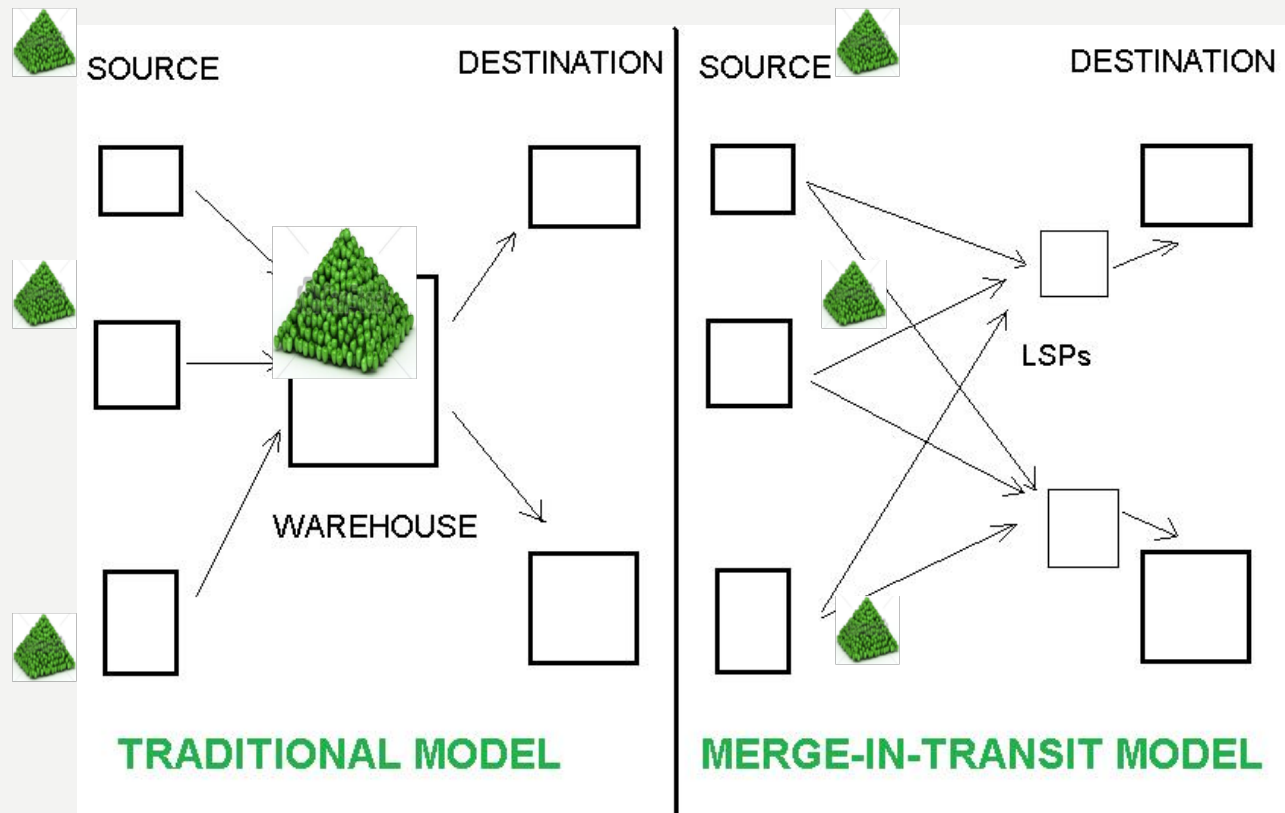 SOURCE
DESTINATION
WAREHOUSE
TRADITIONAL MODEL
SOURCE
DESTINATION
LSPs
MERGE-IN-TRANSIT MODEL